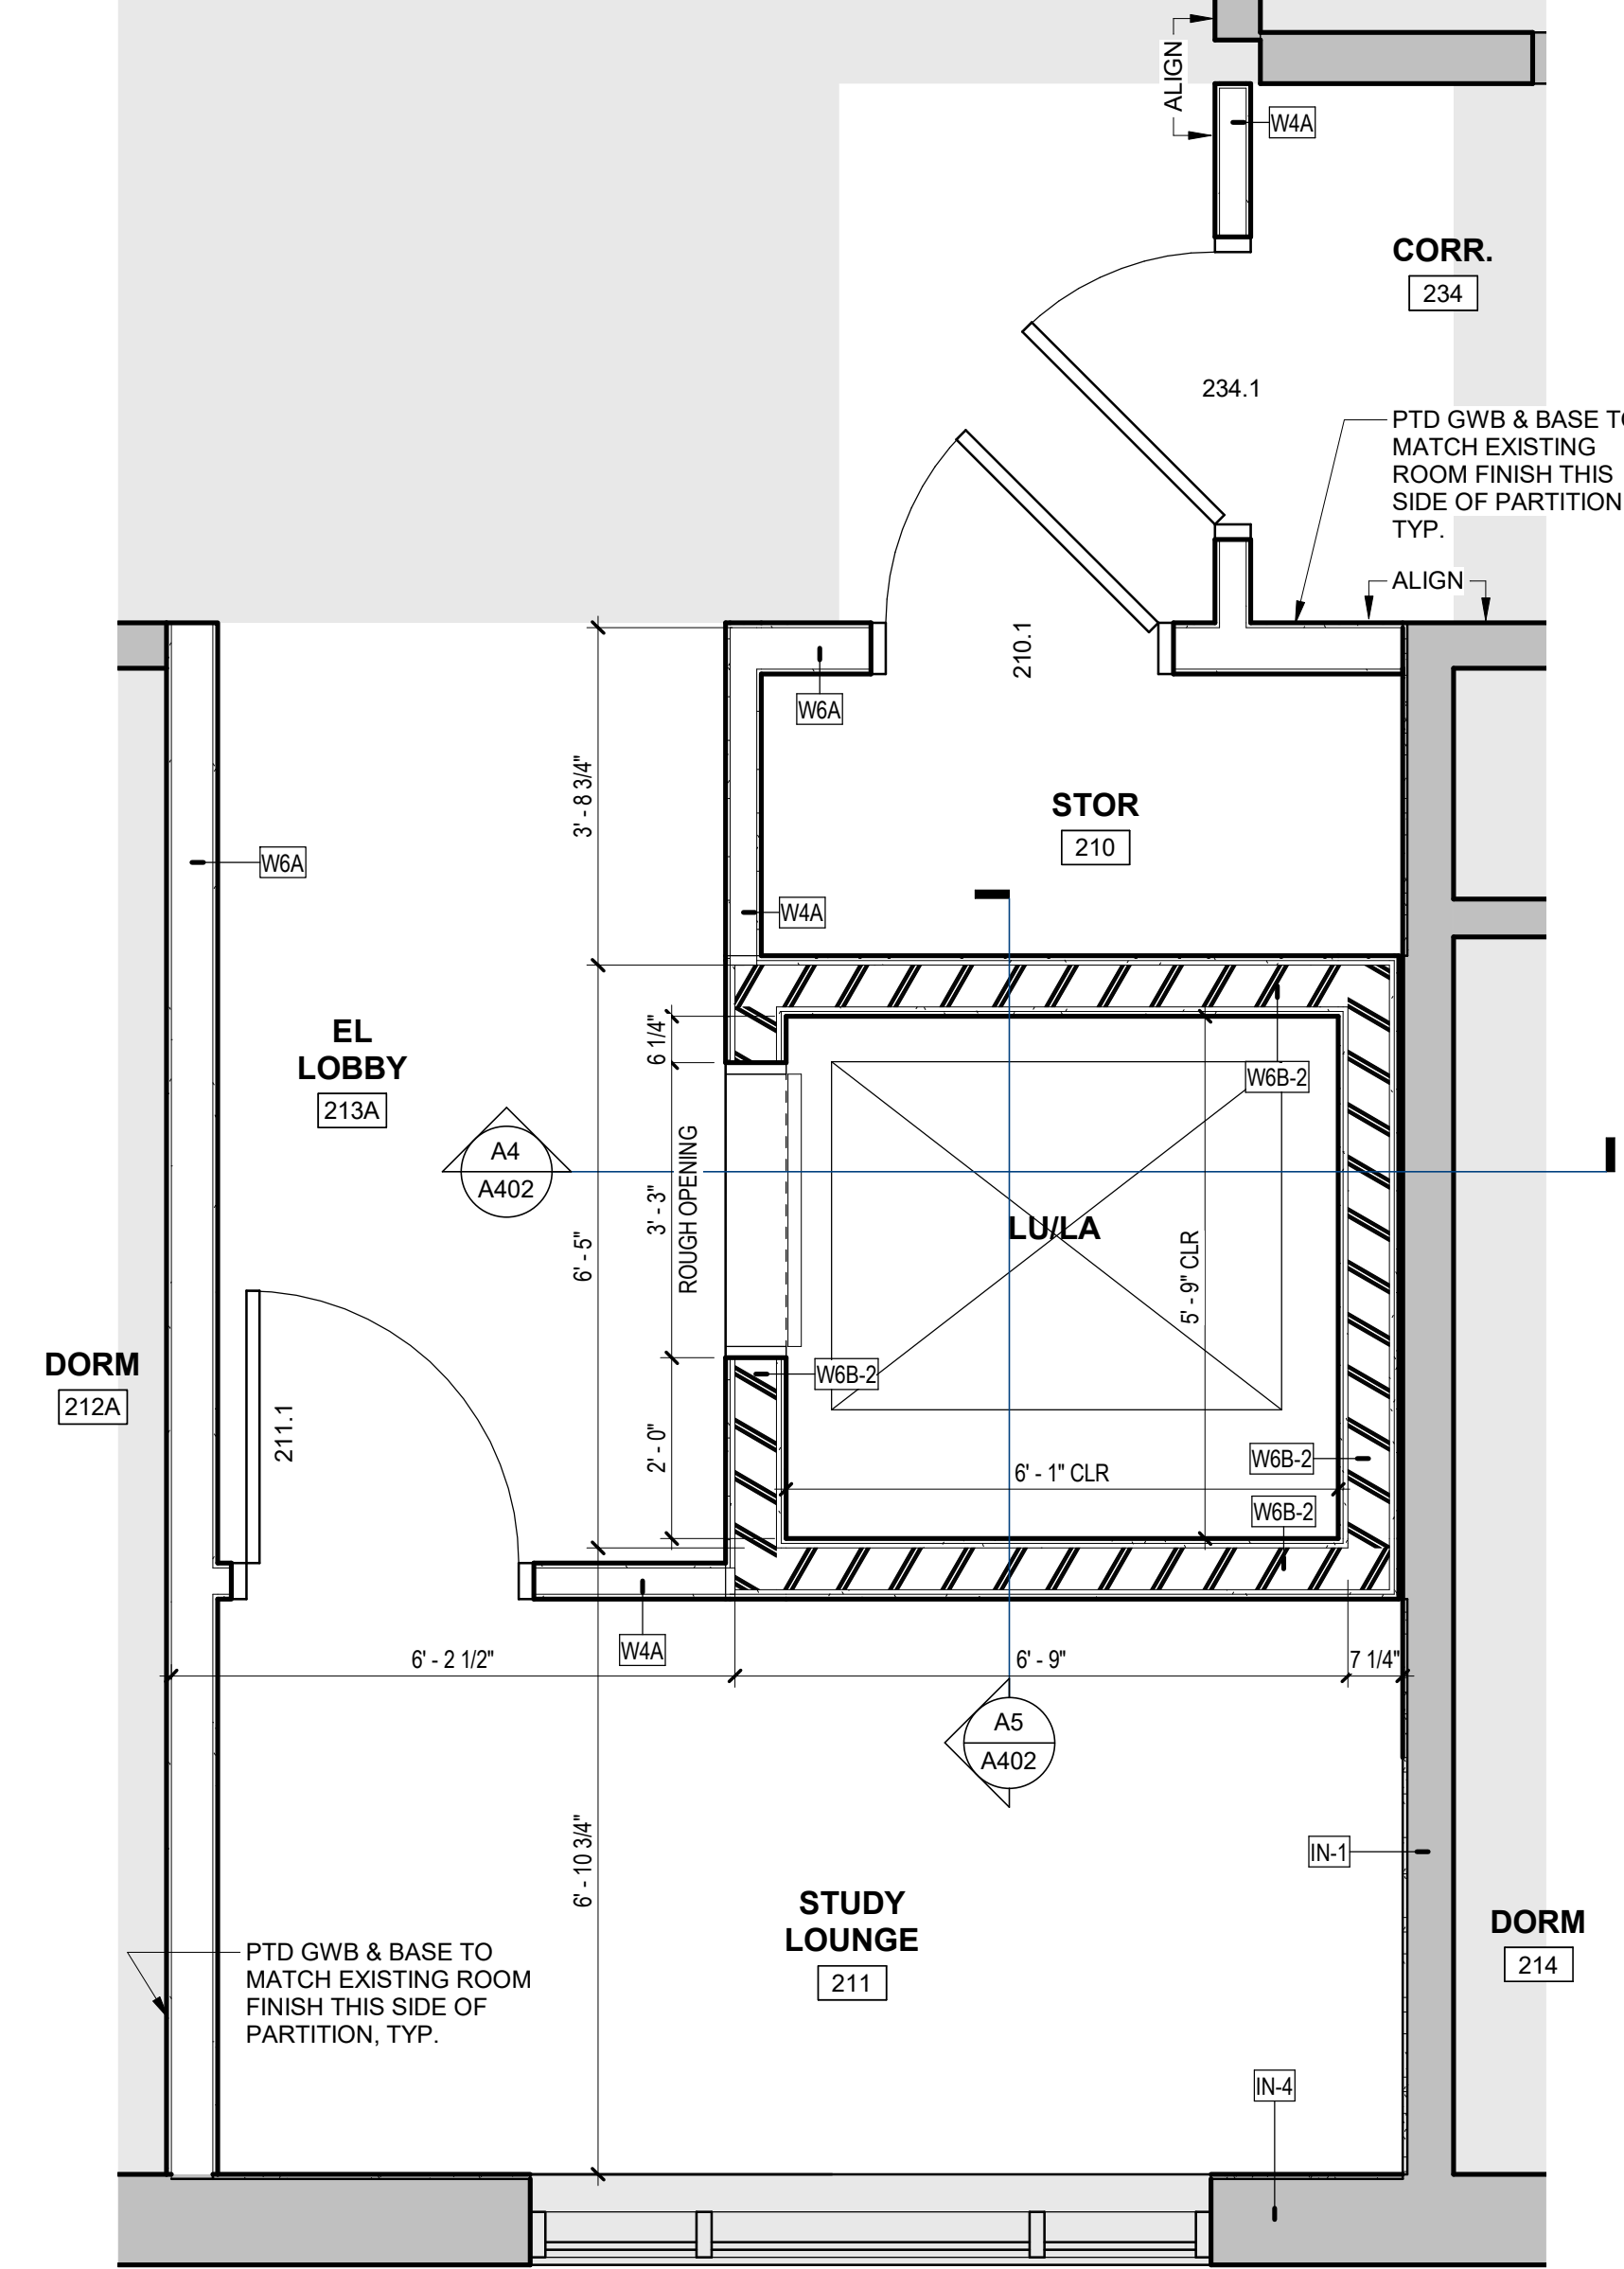 ALIGN
W4A
CORR.
234
234.1
PTD GWB & BASE TO
MATCH EXISTING
ROOM FINISH THIS
SIDE OF PARTITION
TYP.
ALIGN
210.1
W6A
3' - 8 3/4"
STOR
210
W6A
W4A
EL
LOBBY
213A
6 1/4"
W6B-2
A4
A402
3' - 3"
ROUGH OPENING
6' - 5"
LU/LA
5' - 9" CLR
DORM
212A
211.1
W6B-2
2' - 0"
6' - 1" CLR
W6B-2
W6B-2
W4A
6' - 2 1/2"
6' - 9"
7 1/4"
A5
A402
6' - 10 3/4"
IN-1
STUDY
LOUNGE
211
DORM
214
PTD GWB & BASE TO
MATCH EXISTING ROOM
FINISH THIS SIDE OF
PARTITION, TYP.
IN-4